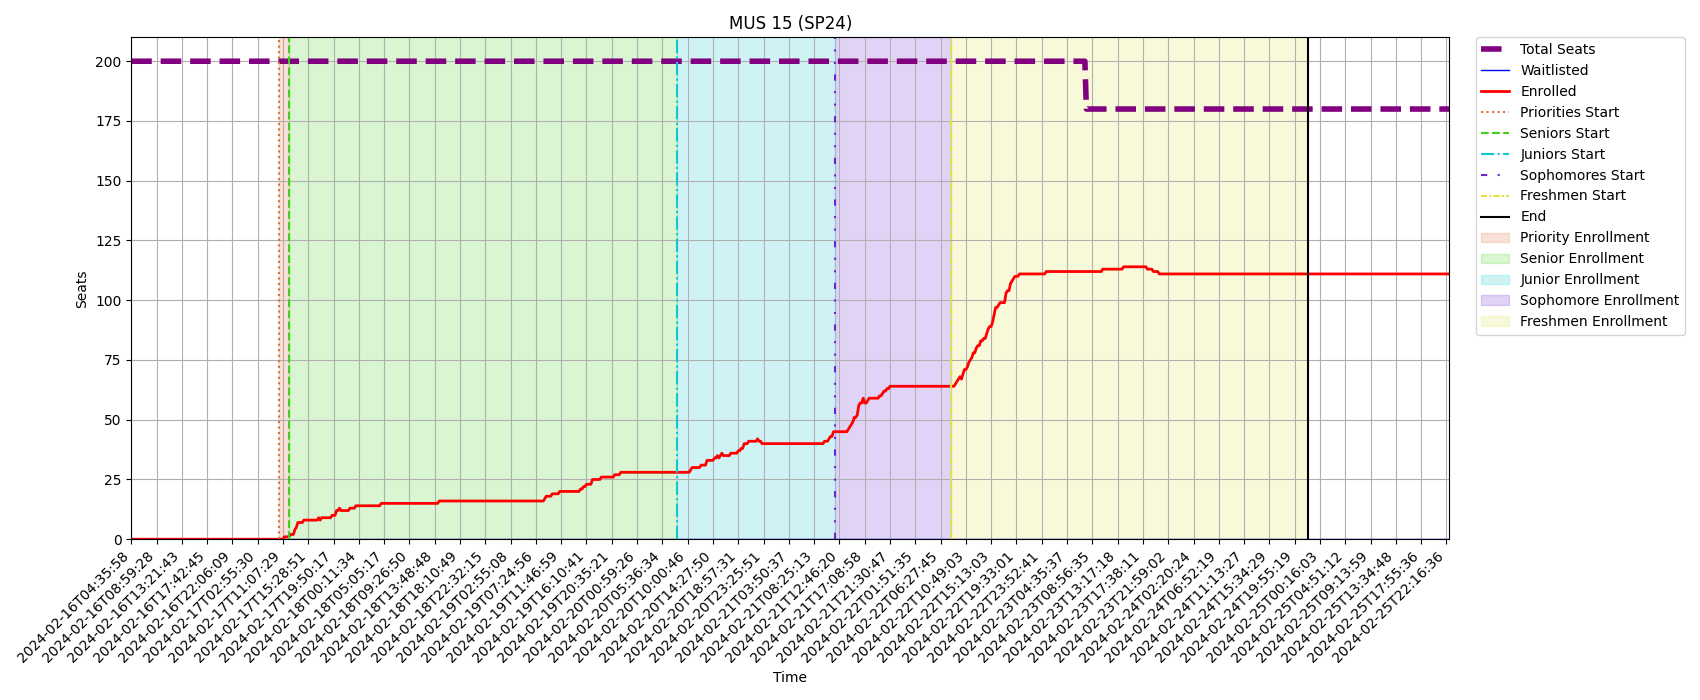 MUS 15 (SP24)
200
175
150
125
100
75
50
25
0
Seats
2024-02-16T04:35:58
2024-02-16T08:59:28
2024-02-16T13:21:43
2024-02-16T17:42:45
2024-02-16T22:06:09
2024-02-17T02:55:30
2024-02-17T11:07:29
2024-02-17T15:28:51
2024-02-17T19:50:17
2024-02-18T00:11:34
2024-02-18T05:05:17
2024-02-18T09:26:50
2024-02-18T13:48:48
2024-02-18T18:10:49
2024-02-18T22:32:15
2024-02-19T02:55:08
2024-02-19T07:24:56
2024-02-19T11:46:59
2024-02-19T16:10:41
2024-02-19T20:35:21
2024-02-20T00:59:26
2024-02-20T05:36:34
2024-02-20T10:00:46
2024-02-20T14:27:50
2024-02-20T18:57:31
2024-02-20T23:25:51
2024-02-21T03:50:37
2024-02-21T08:25:13
2024-02-21T12:46:20
2024-02-21T17:08:58
2024-02-21T21:30:47
2024-02-22T01:51:35
2024-02-22T06:27:45
2024-02-22T10:49:03
2024-02-22T15:13:03
2024-02-22T19:33:01
2024-02-22T23:52:41
2024-02-23T04:35:37
2024-02-23T08:56:35
2024-02-23T13:17:18
2024-02-23T17:38:11
2024-02-23T21:59:02
2024-02-24T02:20:24
2024-02-24T06:52:19
2024-02-24T11:13:27
2024-02-24T15:34:29
2024-02-24T19:55:19
2024-02-25T00:16:03
2024-02-25T04:51:12
2024-02-25T09:13:59
2024-02-25T13:34:48
2024-02-25T17:55:36
2024-02-25T22:16:36
Time
Total Seats
Waitlisted
Enrolled
Priorities Start
Seniors Start
Juniors Start
Sophomores Start
Freshmen Start
End
Priority Enrollment
Senior Enrollment
Junior Enrollment
Sophomore Enrollment
Freshmen Enrollment